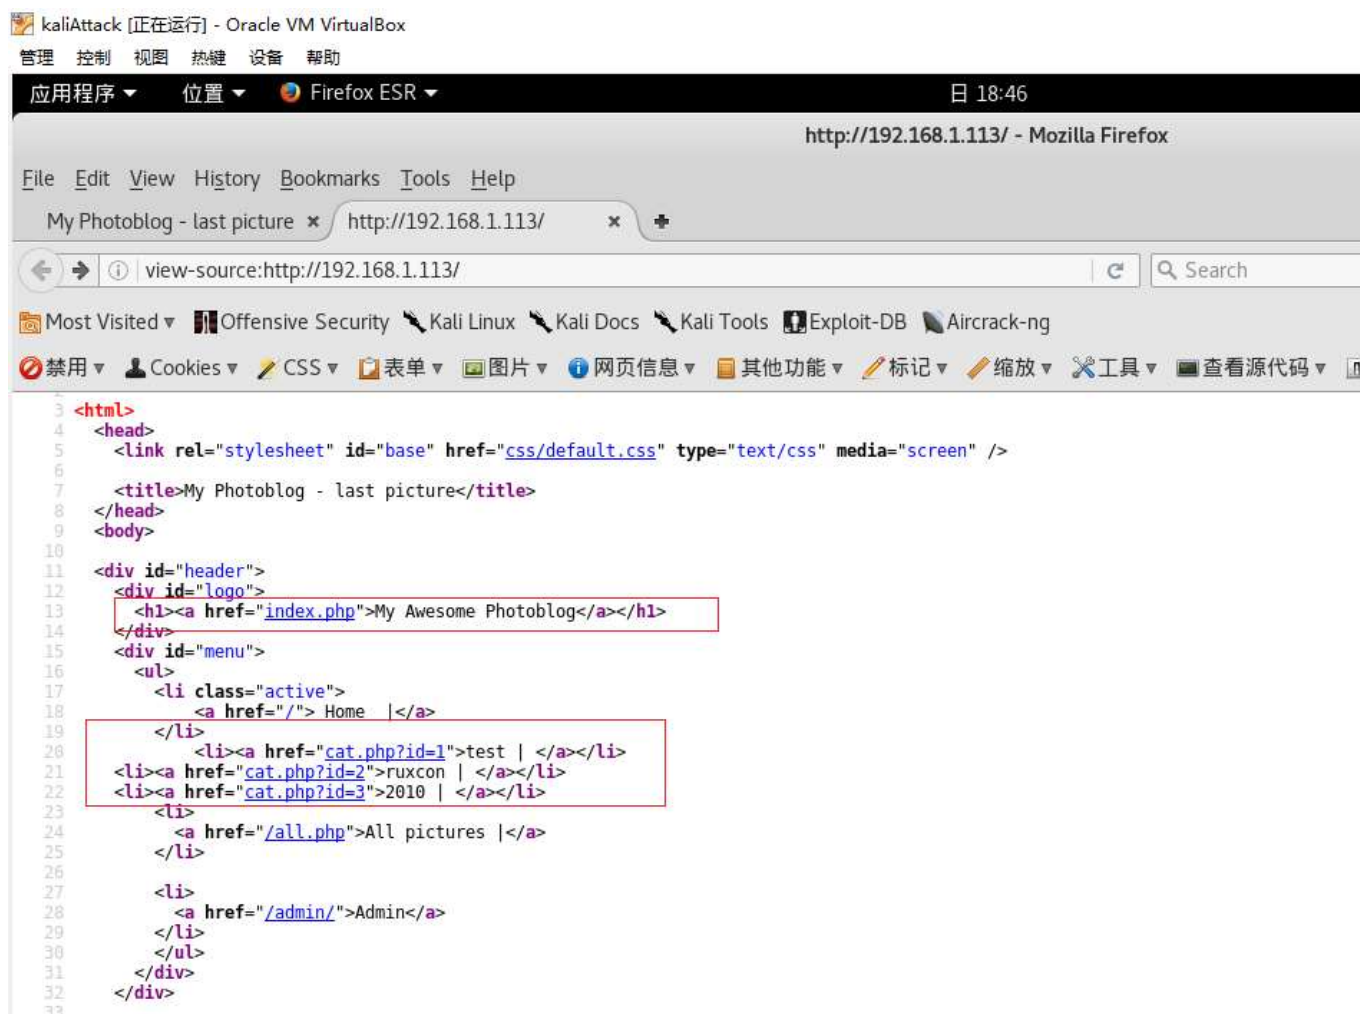 kaliAttack [正在运行] - Oracle VM VirtualBox
管理 控制 视图 热键 设备 帮助
应用程序 位置 Firefox ESR 日 18:46
http://192.168.1.113/ - Mozilla Firefox
File Edit View History Bookmarks Tools Help
My Photoblog - last picture × http://192.168.1.113/ ×
view-source:http://192.168.1.113/ Search
Most Visited Offensive Security Kali Linux Kali Docs Kali Tools Exploit-DB Aircrack-ng
禁用 Cookies CSS 表单 图片 网页信息 其他功能 标记 缩放 工具 查看源代码
2
3 <html>
4 <head>
5 <link rel="stylesheet" id="base" href="css/default.css" type="text/css" media="screen" />
6
7 <title>My Photoblog - last picture</title>
8 </head>
9 <body>
10
11 <div id="header">
12 <div id="logo">
13 <h1><a href="index.php">My Awesome Photoblog</a></h1>
14 </div>
15 <div id="menu">
16 <ul>
17 <li class="active">
18 <a href="/"> Home |</a>
19 </li>
20 <li><a href="cat.php?id=1">test | </a></li>
21 <li><a href="cat.php?id=2">ruxcon | </a></li>
22 <li><a href="cat.php?id=3">2010 | </a></li>
23 <li>
24 <a href="/all.php">All pictures |</a>
25 </li>
26
27 <li>
28 <a href="/admin/">Admin</a>
29 </li>
30 </ul>
31 </div>
32 </div>
33